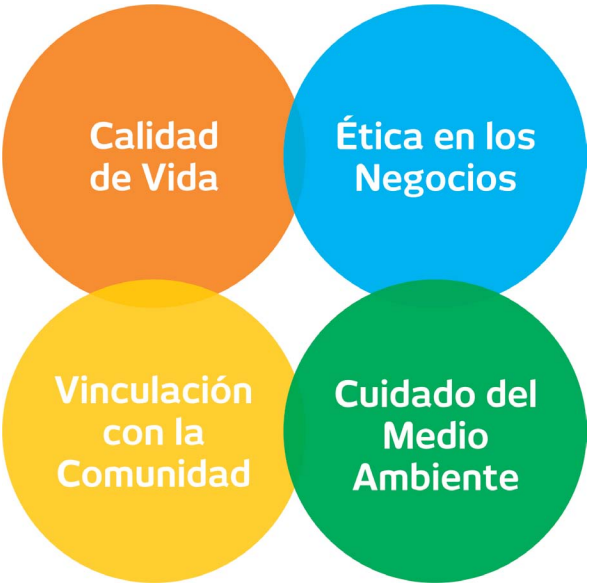 Calidad
de Vida
Ética en los
Negocios
Vinculación
con la
Comunidad
Cuidado del
Medio
Ambiente